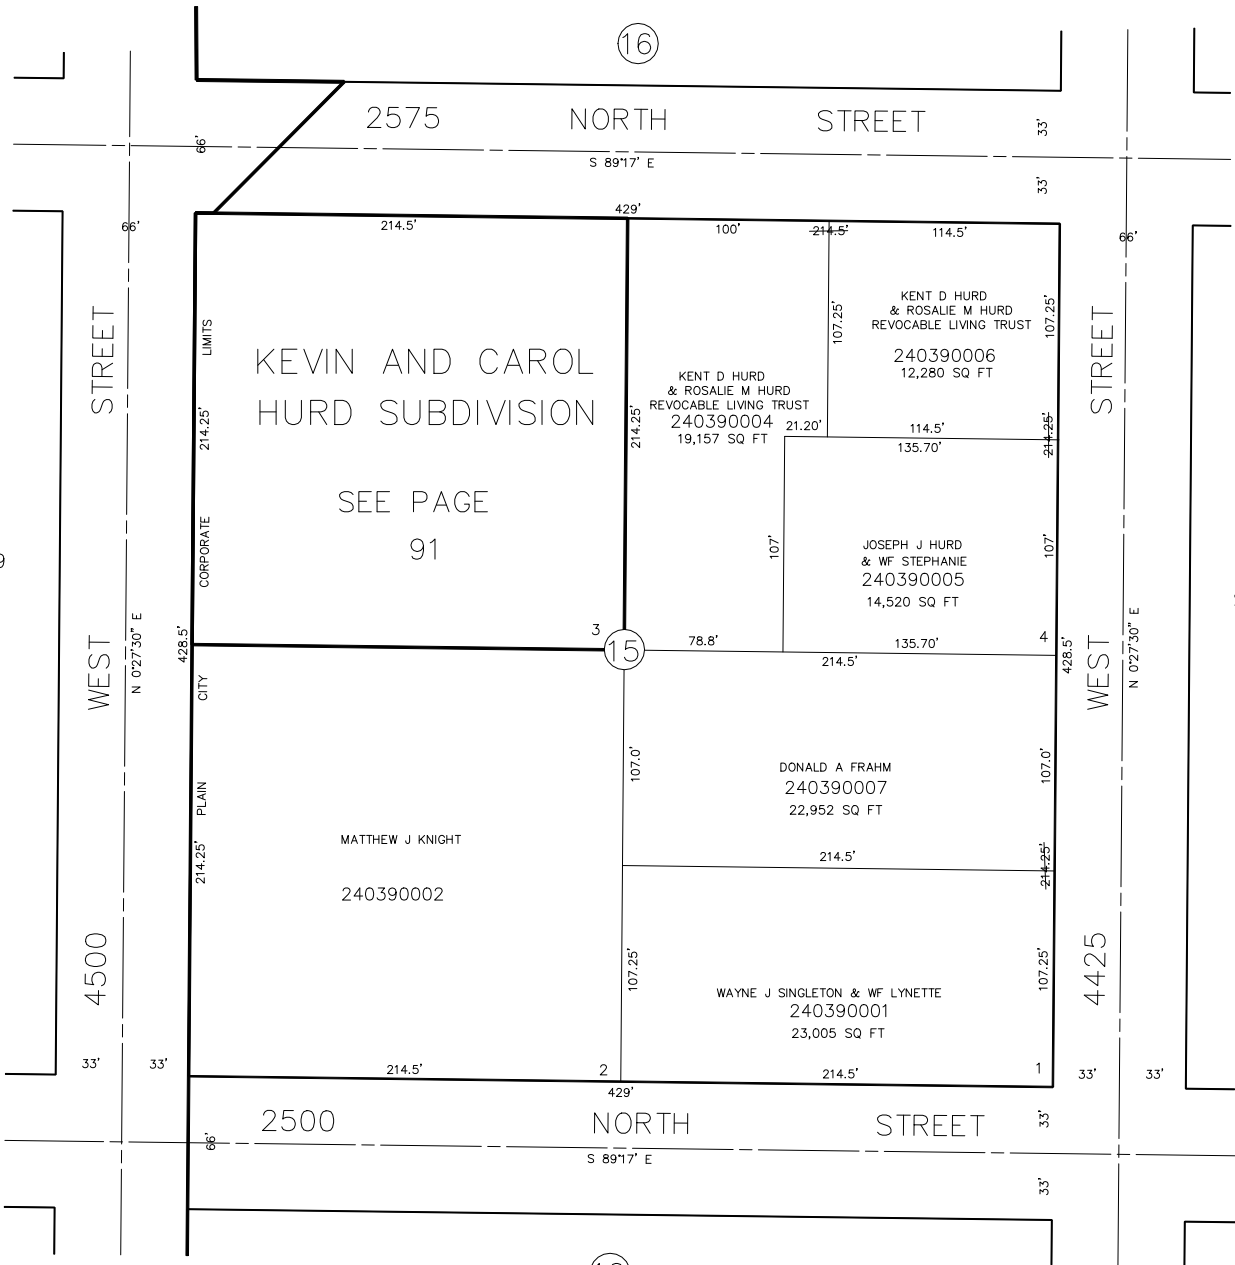 16
2575 NORTH STREET
33'
66'
S 89°17' E
33'
429'
66'
214.5'
100'
214.5'
114.5'
66'
KENT D HURD
& ROSALIE M HURD
REVOCABLE LIVING TRUST
240390006
12,280 SQ FT
107.25'
107.25'
LIMITS
STREET
STREET
KEVIN AND CAROL
HURD SUBDIVISION
SEE PAGE
91
KENT D HURD
& ROSALIE M HURD
REVOCABLE LIVING TRUST
240390004
19,157 SQ FT
21.20'
114.5'
135.70'
214.25'
214.25'
214.25'
CORPORATE
107'
107'
JOSEPH J HURD
& WF STEPHANIE
240390005
14,520 SQ FT
9
3
15
78.8'
135.70'
4
214.5'
428.5'
428.5'
N 0°27'30" E
N 0°27'30" E
WEST
WEST
CITY
107.0'
107.0'
DONALD A FRAHM
240390007
22,952 SQ FT
PLAIN
MATTHEW J KNIGHT
240390002
214.25'
214.5'
214.25'
4500
4425
107.25'
107.25'
WAYNE J SINGLETON & WF LYNETTE
240390001
23,005 SQ FT
33'
33'
214.5'
2
214.5'
1
33'
33'
429'
2500 NORTH STREET
33'
66'
S 89°17' E
33'